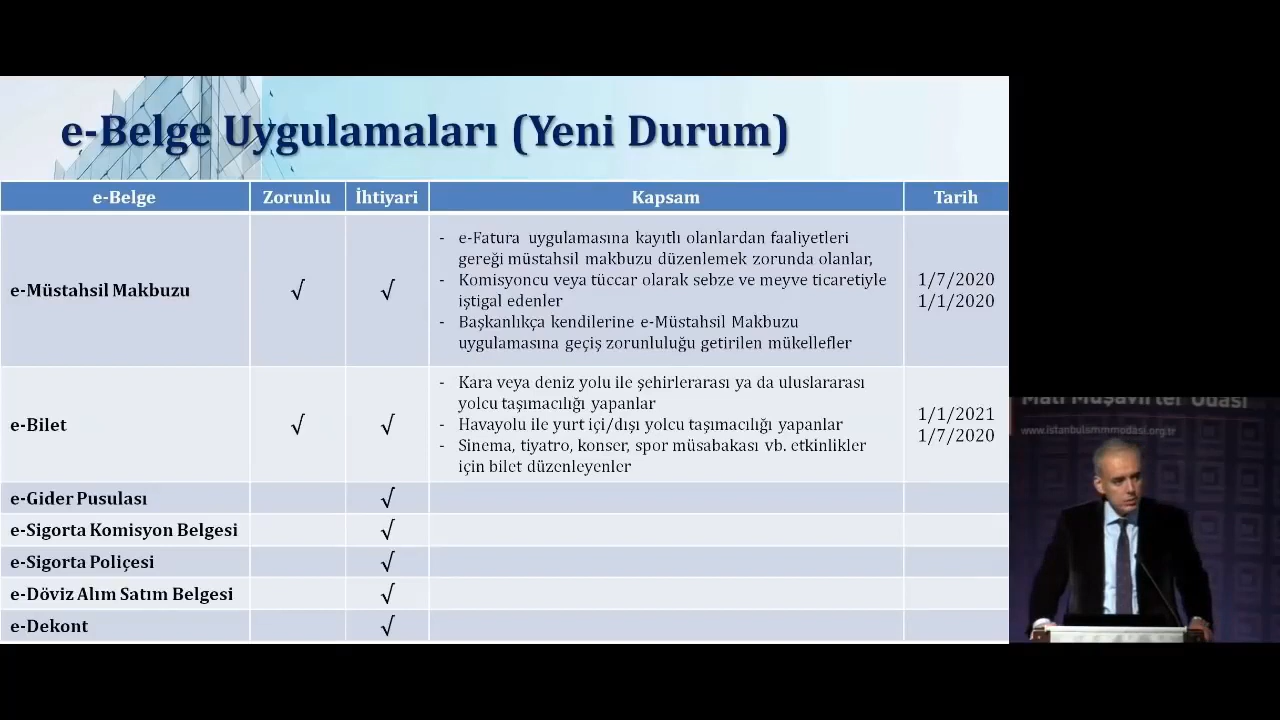 e-Belge Uygulamaları (Yeni Durum)
e-Belge Zorunlu İhtiyari Kapsam Tarih
e-Müstahsil Makbuzu √ √
- e-Fatura uygulamasına kayıtlı olanlardan faaliyetleri
gereği müstahsil makbuzu düzenlemek zorunda olanlar,
- Komisyoncu veya tüccar olarak sebze ve meyve ticaretiyle
iştigal edenler
- Başkanlıkça kendilerine e-Müstahsil Makbuzu
uygulamasına geçiş zorunluluğu getirilen mükellefler
1/7/2020
1/1/2020
e-Bilet √ √
- Kara veya deniz yolu ile şehirlerarası ya da uluslararası
yolcu taşımacılığı yapanlar
- Havayolu ile yurt içi/dışı yolcu taşımacılığı yapanlar
- Sinema, tiyatro, konser, spor müsabakası vb. etkinlikler
için bilet düzenleyenler
1/1/2021
1/7/2020
e-Gider Pusulası √
e-Sigorta Komisyon Belgesi √
e-Sigorta Poliçesi √
e-Döviz Alım Satım Belgesi √
e-Dekont √
Mali Müşavirler Odası
www.istanbulsmmmodasi.org.tr